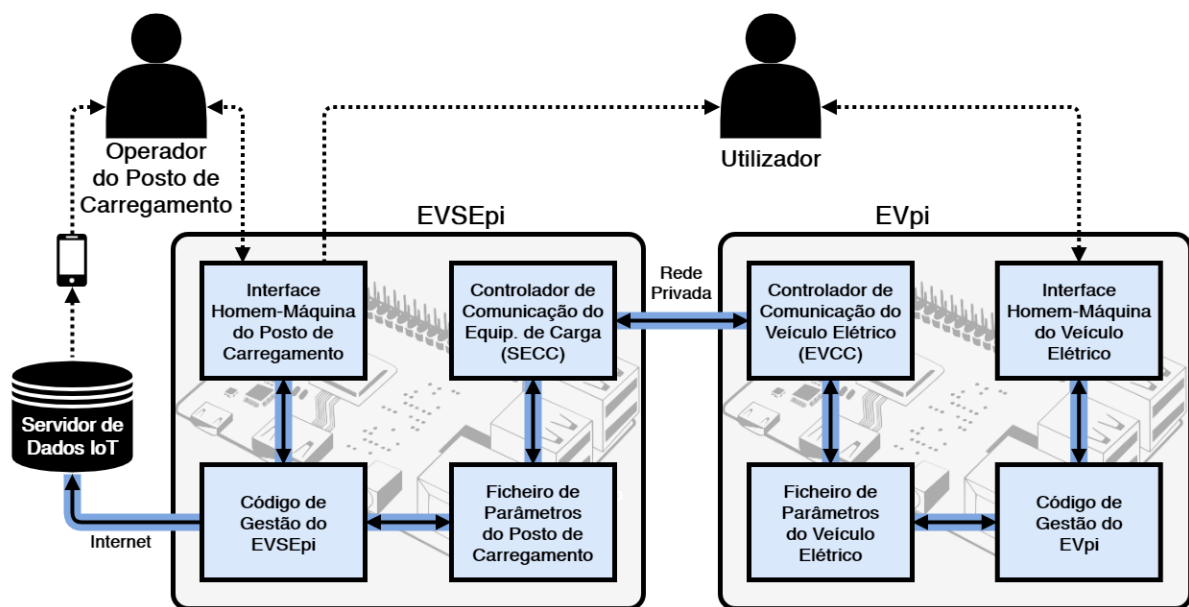 Operador
do Posto de
Carregamento
Utilizador
EVSEpi
EVpi
Interface
Homem-Máquina
do Posto de
Carregamento
Controlador de
Comunicação do
Equip. de Carga
(SECC)
Rede
Privada
Controlador de
Comunicação do
Veículo Elétrico
(EVCC)
Interface
Homem-Máquina
do Veículo
Elétrico
Servidor de
Dados IoT
Internet
Código de
Gestão do
EVSEpi
Ficheiro de
Parâmetros
do Posto de
Carregamento
Ficheiro de
Parâmetros
do Veículo
Elétrico
Código de
Gestão do
EVpi